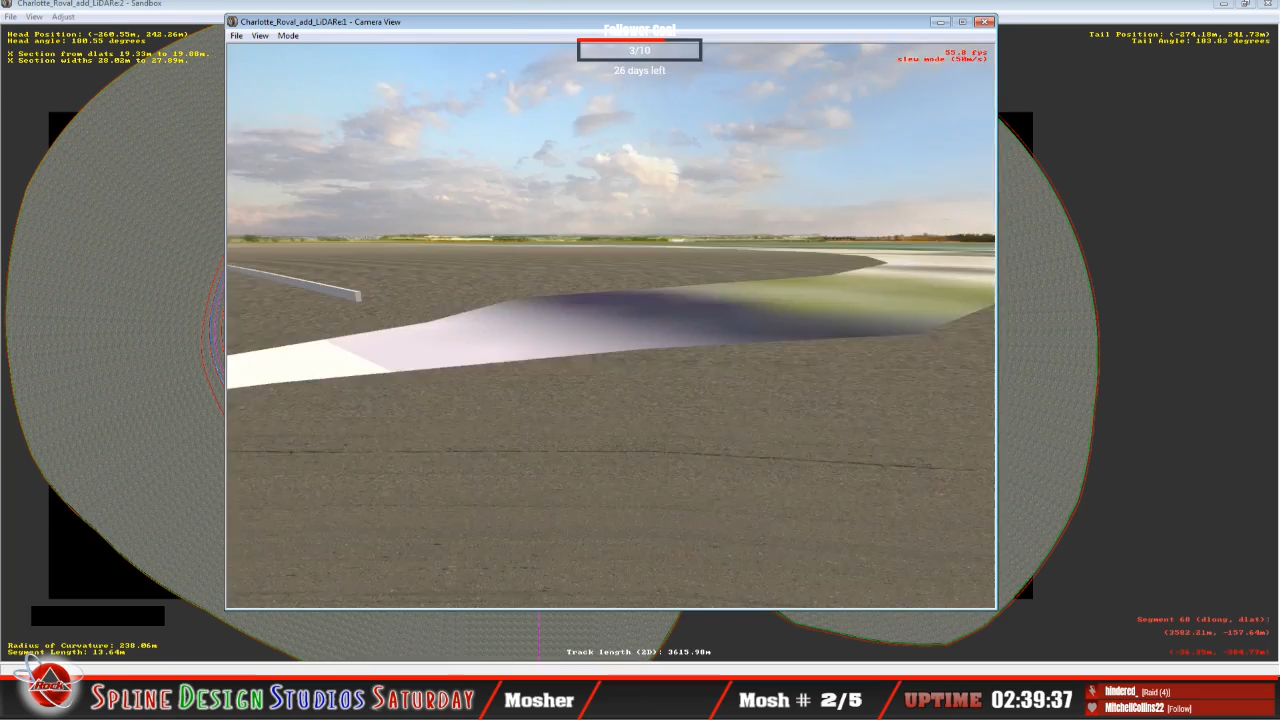 Charlotte_Roval_add_LiDARe:2 - Sandbox
File View Adjust
Head Position: (-260.55m, 242.26m)
Head angle: 180.55 degrees
X Section from dlats 19.33m to 19.88m.
X Section widths 28.02m to 27.89m.
Charlotte_Roval_add_LiDARe:1 - Camera View
File View Mode
Follower Goal
3/10
26 days left
55.8 fps
slew mode (50m/s)
Tail Position: (-274.18m, 241.73m)
Tail Angle: 183.83 degrees
Radius of Curvature: 238.06m
Segment Length: 13.64m
Track length (2D): 3615.90m
Segment 68 (dlong, dlat):
(3582.21m, -157.64m)
Rock
SPLINE DESIGN STUDIOS SATURDAY
Mosher
Mosh # 2/5
UPTIME 02:39:37
hindered_ [Raid (4)]
MitchellCollins22 [Follow]